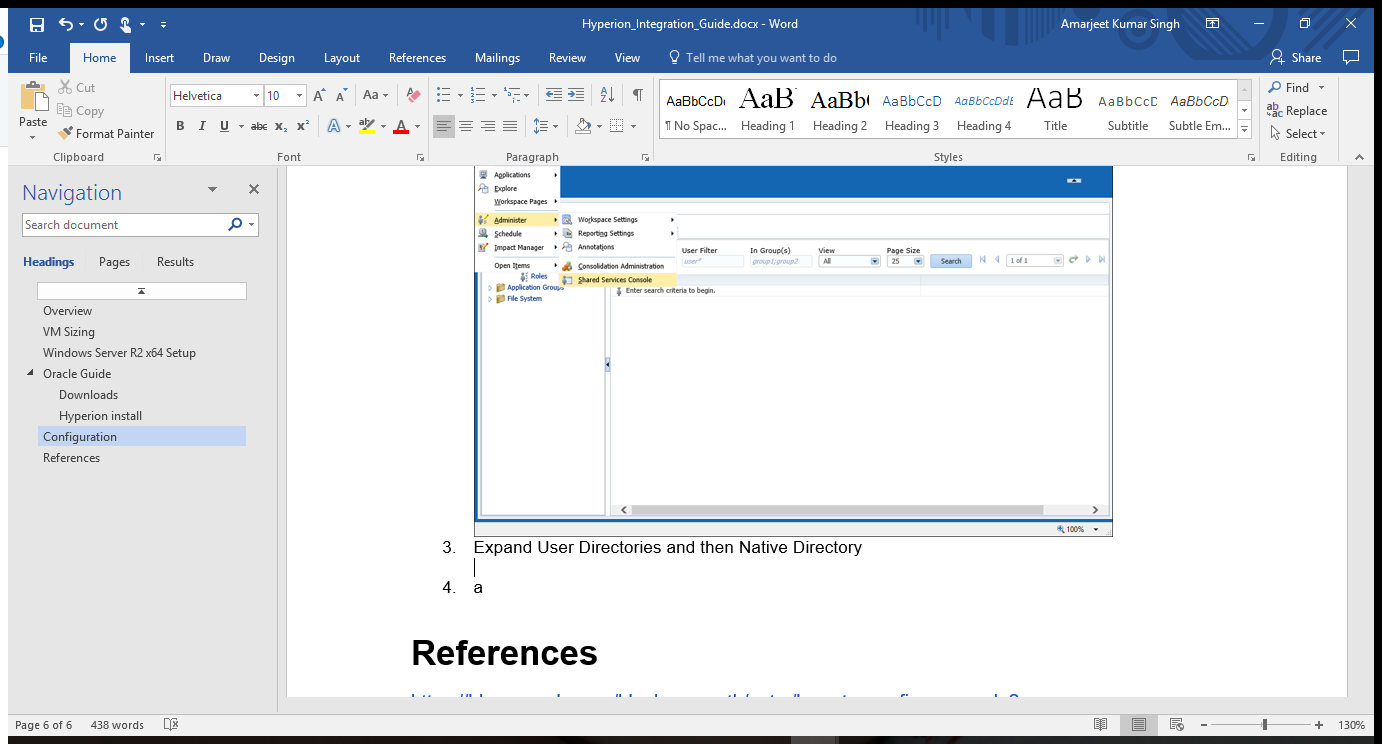 Hyperion_Integration_Guide.docx - Word
Amarjeet Kumar Singh
File Home Insert Draw Design Layout References Mailings Review View Tell me what you want to do Share
Paste
Cut
Copy
Format Painter
Clipboard
Helvetica 10
Font
Paragraph
AaBbCcDc AaB AaBb( AaBbCcD AaBbCcDdE AaB AaBbCcD AaBbCcD
¶ No Spac... Heading 1 Heading 2 Heading 3 Heading 4 Title Subtitle Subtle Em...
Styles
Find
Replace
Select
Editing
Navigation
Search document
Headings Pages Results
Overview
VM Sizing
Windows Server R2 x64 Setup
Oracle Guide
Downloads
Hyperion install
Configuration
References
Applications
Explore
Workspace Pages
Administer
Schedule
Impact Manager
Open Items
Workspace Settings
Reporting Settings
Annotations
Consolidation Administration
Shared Services Console
Roles
Application Groups
File System
User Filter In Group(s) View Page Size
user* group1;group2 All 25 Search 1 of 1
Enter search criteria to begin.
100%
3. Expand User Directories and then Native Directory
4. a
References
Page 6 of 6 438 words
130%